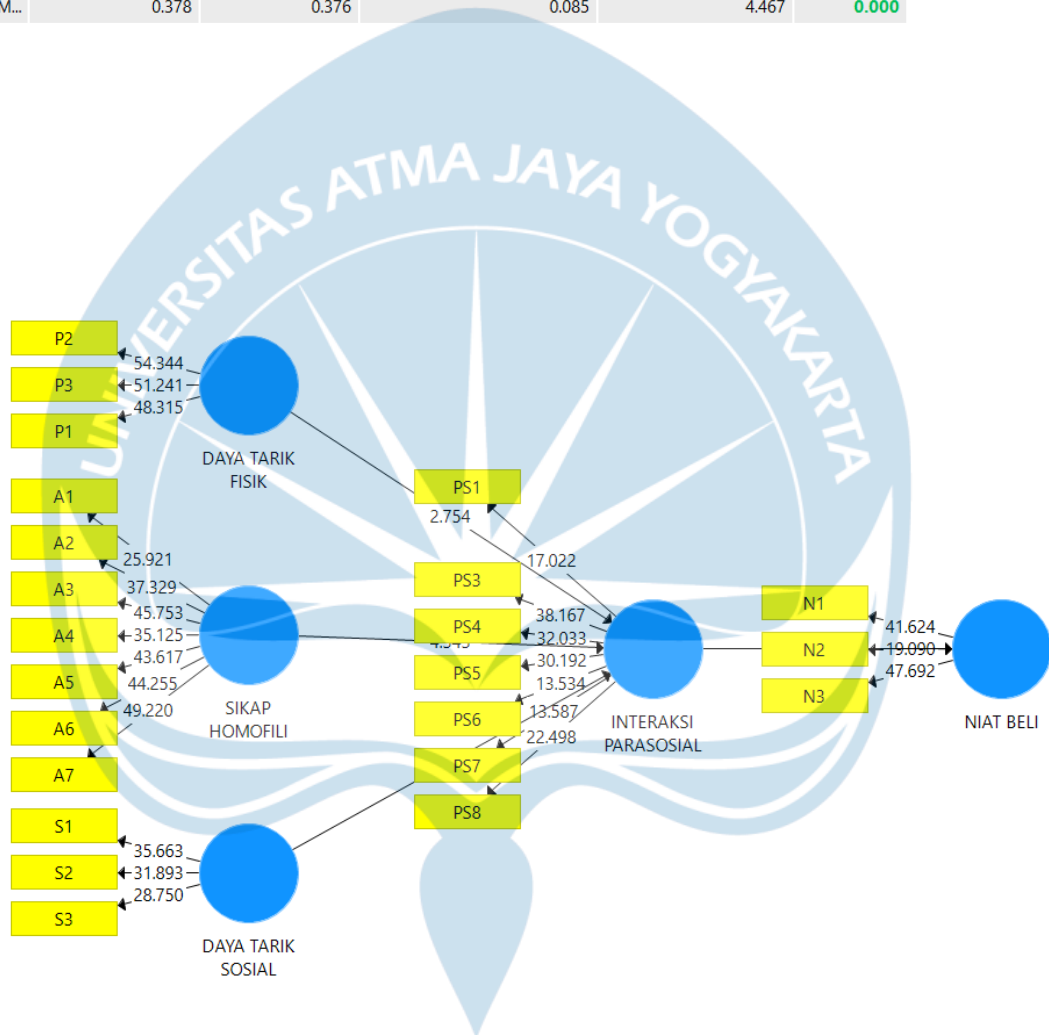 M... 0.378 0.376 0.085 4.467 0.000
UNIVERSITAS ATMA JAYA YOGYAKARTA
P2
P3
P1
54.344
51.241
48.315
DAYA TARIK
FISIK
A1
A2
A3
A4
A5
A6
A7
25.921
37.329
45.753
35.125
43.617
44.255
49.220
SIKAP
HOMOFILI
S1
S2
S3
35.663
31.893
28.750
DAYA TARIK
SOSIAL
PS1
2.754
PS3
PS4
PS5
PS6
PS7
PS8
17.022
38.167
32.033
30.192
13.534
13.587
22.498
INTERAKSI
PARASOSIAL
N1
N2
N3
41.624
19.090
47.692
NIAT BELI